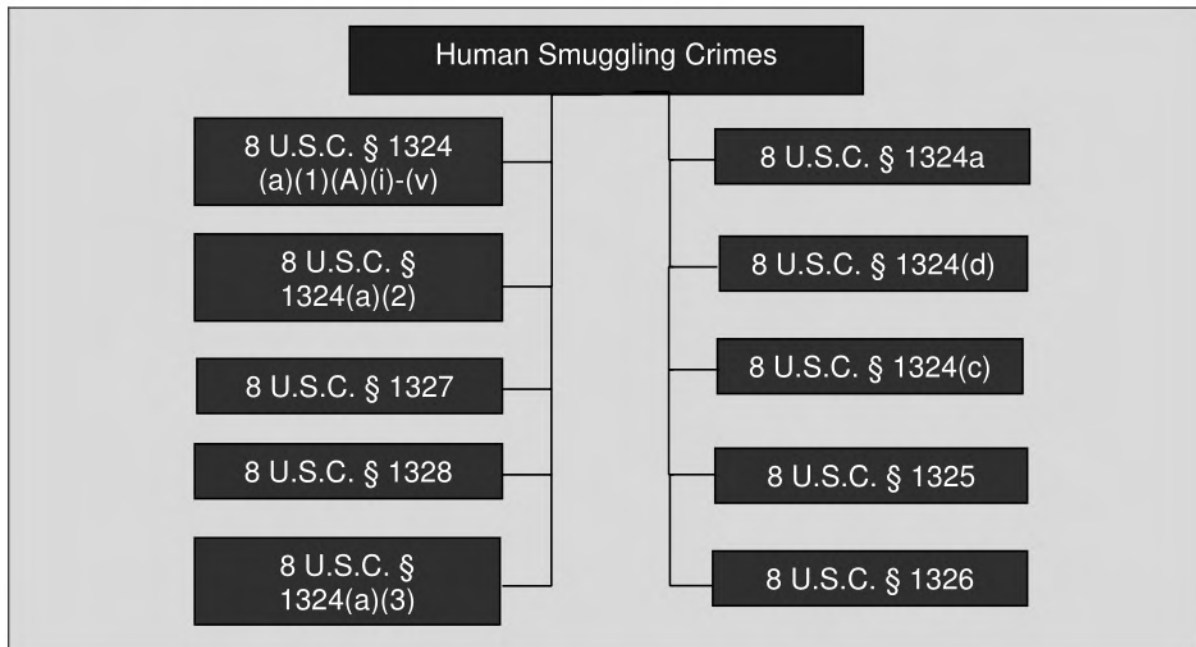 Human Smuggling Crimes
8 U.S.C. § 1324
(a)(1)(A)(i)-(v)
8 U.S.C. §
1324(a)(2)
8 U.S.C. § 1327
8 U.S.C. § 1328
8 U.S.C. §
1324(a)(3)
8 U.S.C. § 1324a
8 U.S.C. § 1324(d)
8 U.S.C. § 1324(c)
8 U.S.C. § 1325
8 U.S.C. § 1326